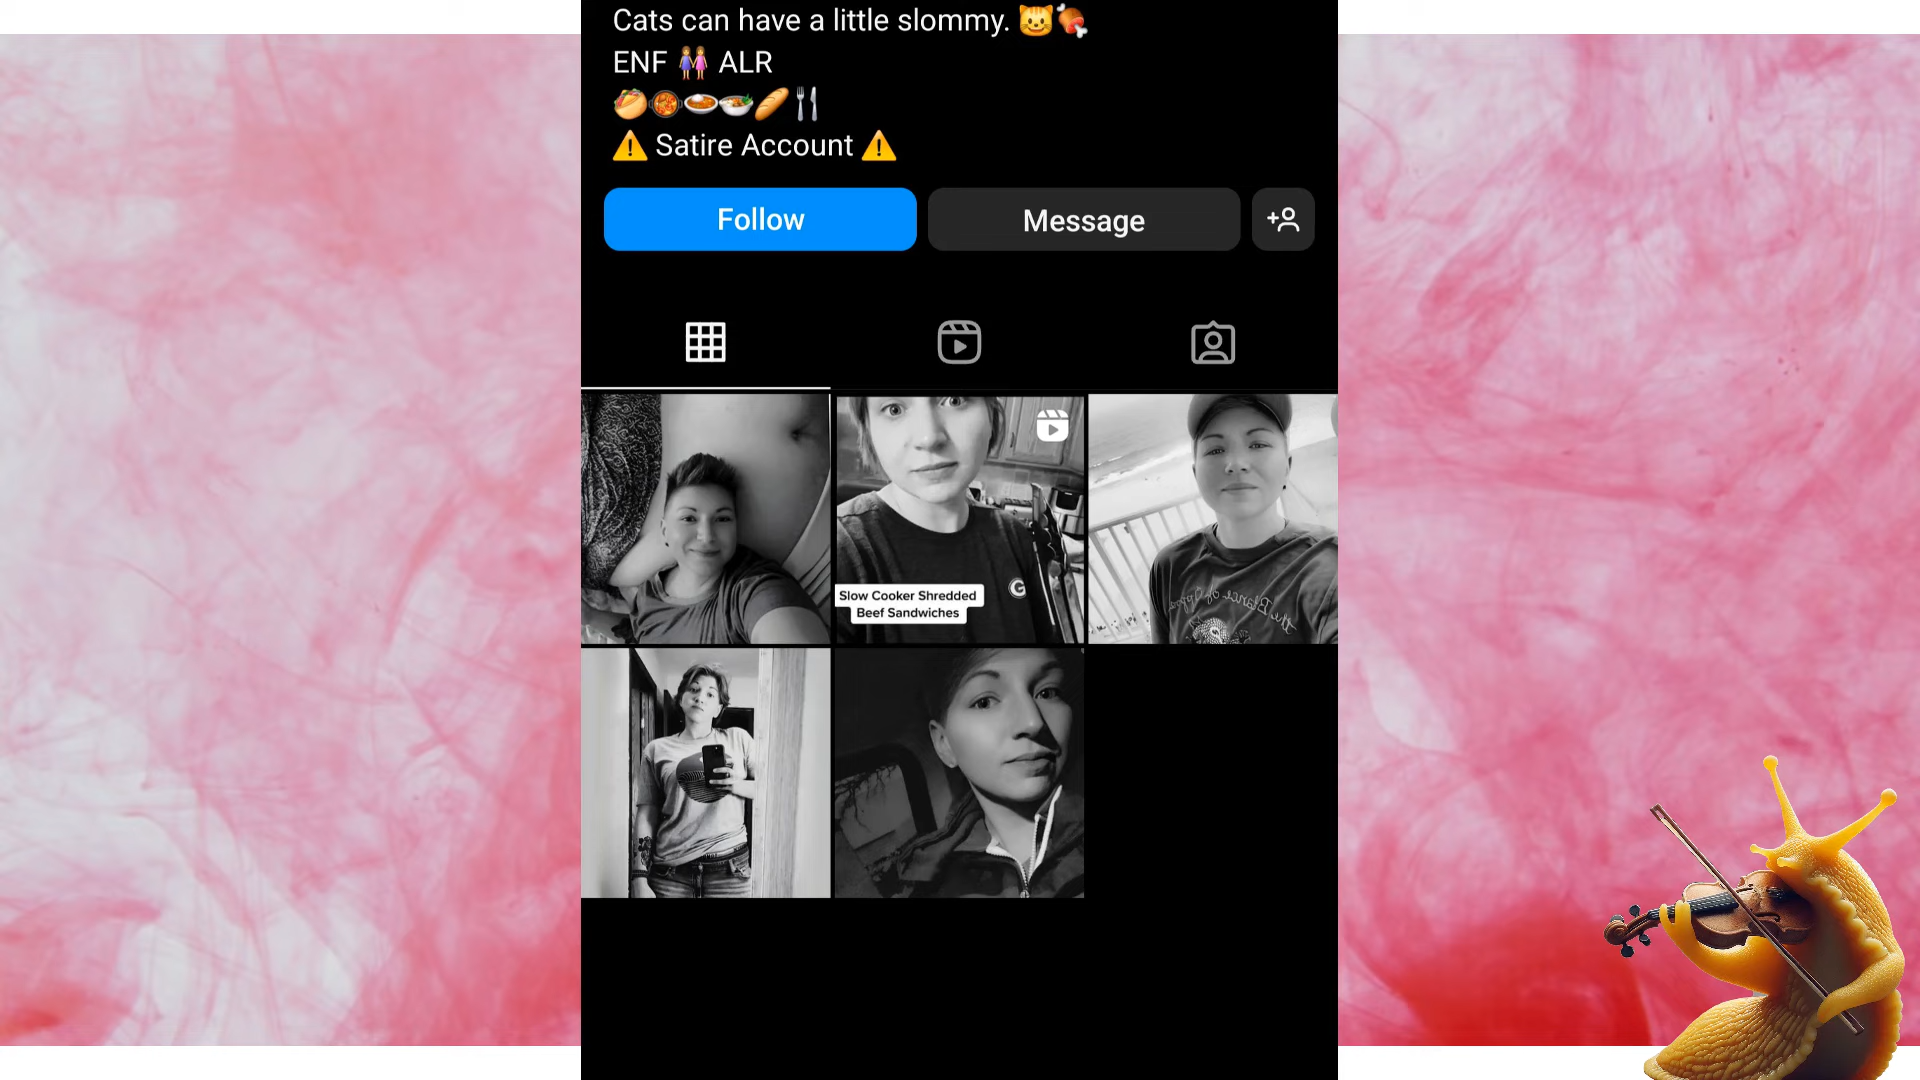 Cats can have a little slommy. 😺🍖
ENF 👭 ALR
🥙🥘🍛🍜🥖🍴
⚠️ Satire Account ⚠️
Follow
Message
G
Slow Cooker Shredded
Beef Sandwiches